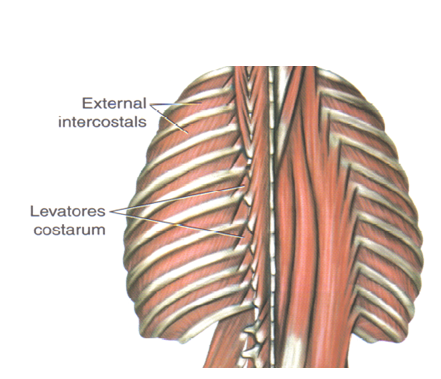 External
intercostals
Levatores
costarum